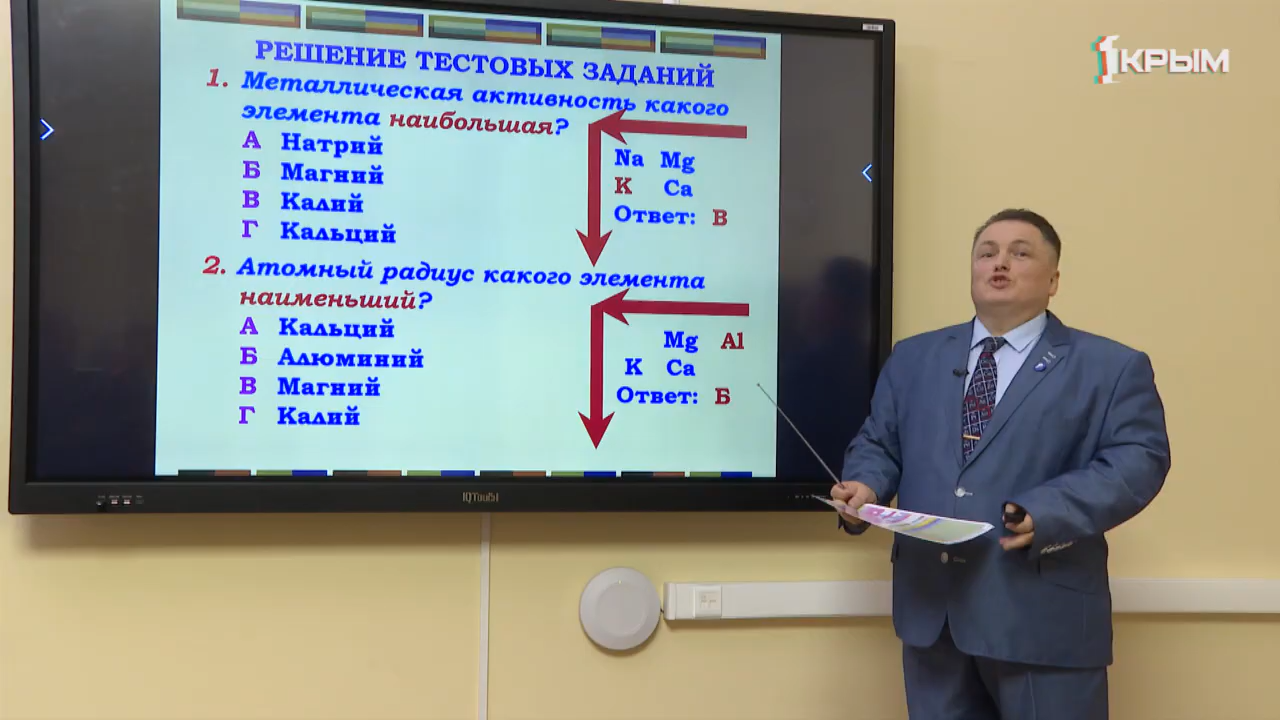 1КРЫМ
РЕШЕНИЕ ТЕСТОВЫХ ЗАДАНИЙ
1. Металлическая активность какого
элемента наибольшая?
А Натрий
Б Магний
В Калий
Г Кальций
Na Mg
K Ca
Ответ: В
2. Атомный радиус какого элемента
наименьший?
А Кальций
Б Алюминий
В Магний
Г Калий
Mg Al
K Ca
Ответ: Б
IQTouch